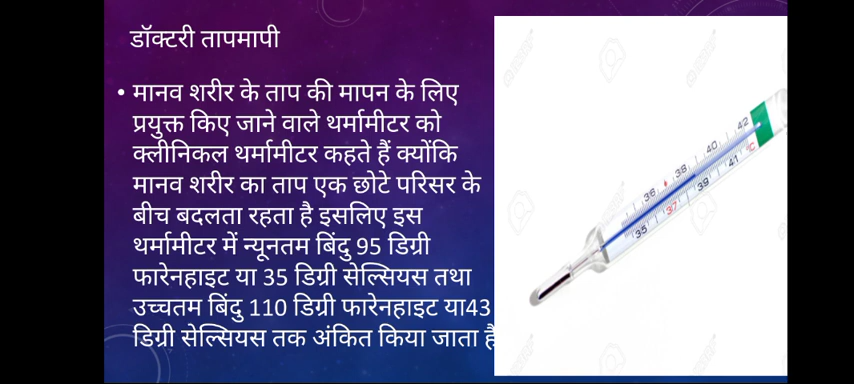 डॉक्टरी तापमापी
• मानव शरीर के ताप की मापन के लिए
प्रयुक्त किए जाने वाले थर्मामीटर को
क्लीनिकल थर्मामीटर कहते हैं क्योंकि
मानव शरीर का ताप एक छोटे परिसर के
बीच बदलता रहता है इसलिए इस
थर्मामीटर में न्यूनतम बिंदु 95 डिग्री
फारेनहाइट या 35 डिग्री सेल्सियस तथा
उच्चतम बिंदु 110 डिग्री फारेनहाइट या43
डिग्री सेल्सियस तक अंकित किया जाता है
36 38 40 42
35 37 39 41 °C